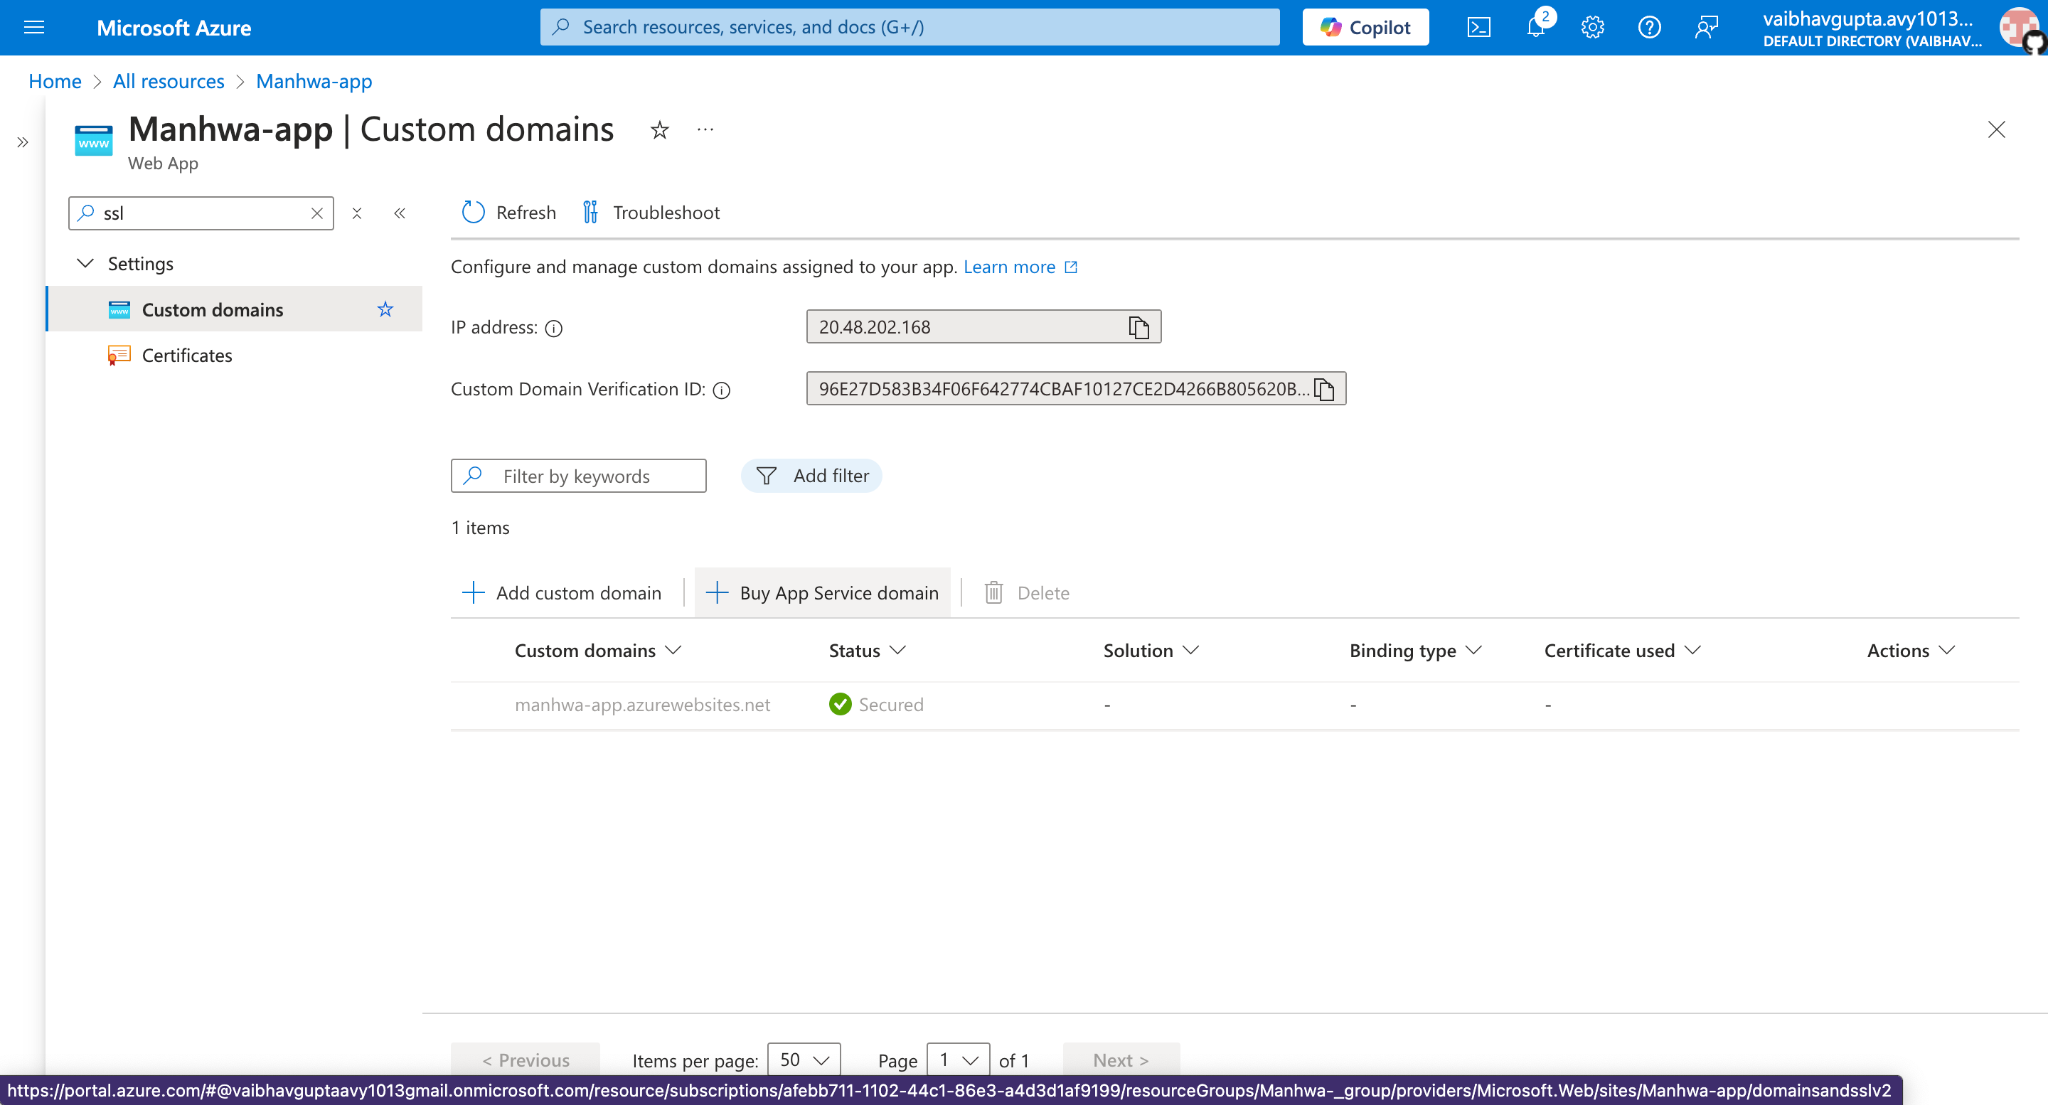 Microsoft Azure
Search resources, services, and docs (G+/)
Copilot
2
vaibhavgupta.avy1013...
DEFAULT DIRECTORY (VAIBHAV...
Home > All resources > Manhwa-app
Manhwa-app | Custom domains
Web App
ssl
Refresh
Troubleshoot
Settings
Custom domains
Certificates
Configure and manage custom domains assigned to your app. Learn more
IP address:
20.48.202.168
Custom Domain Verification ID:
96E27D583B34F06F642774CBAF10127CE2D4266B805620B...
Filter by keywords
Add filter
1 items
Add custom domain
Buy App Service domain
Delete
Custom domains
Status
Solution
Binding type
Certificate used
Actions
manhwa-app.azurewebsites.net
Secured
-
-
-
< Previous
Items per page: 50
Page 1 of 1
Next >
https://portal.azure.com/#@vaibhavguptaavy1013gmail.onmicrosoft.com/resource/subscriptions/afebb711-1102-44c1-86e3-a4d3d1af9199/resourceGroups/Manhwa-_group/providers/Microsoft.Web/sites/Manhwa-app/domainsandsslv2